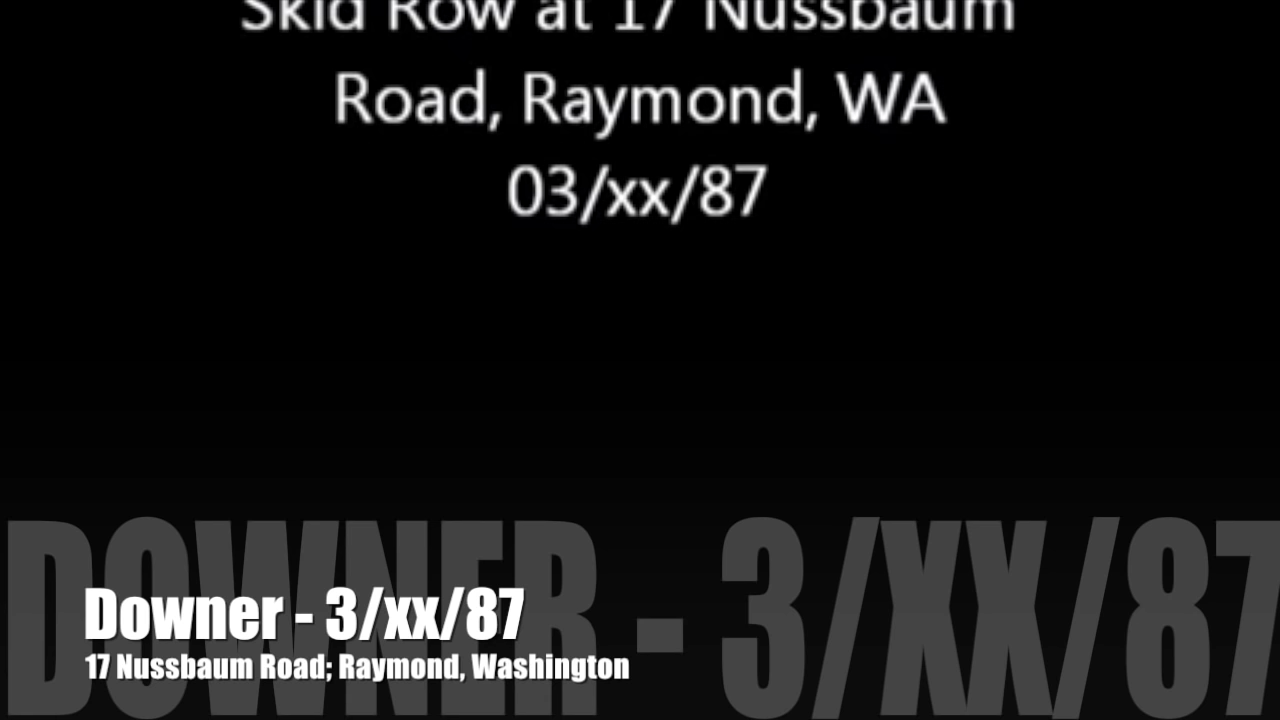 Skid Row at 17 Nussbaum
Road, Raymond, WA
03/xx/87
DOWNER - 3/XX/87
Downer - 3/xx/87
17 Nussbaum Road; Raymond, Washington